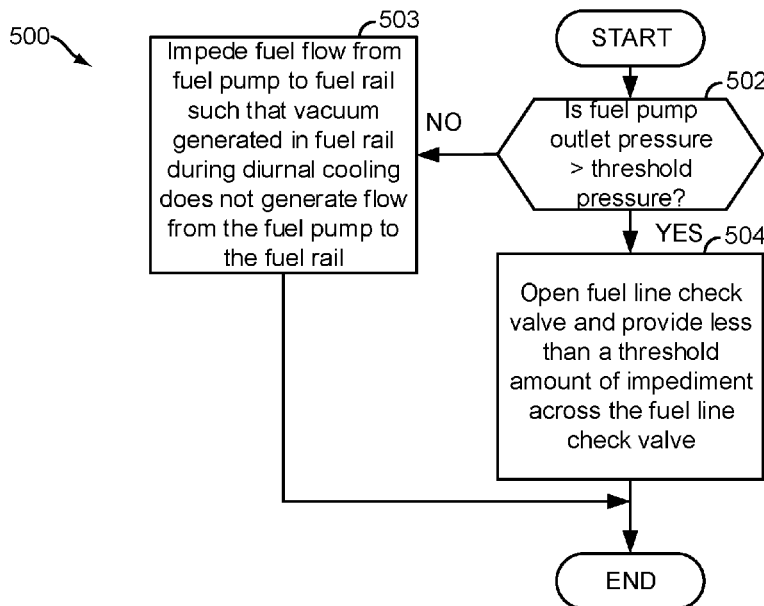 500
START
502
Is fuel pump
outlet pressure
> threshold
pressure?
NO
503
Impede fuel flow from
fuel pump to fuel rail
such that vacuum
generated in fuel rail
during diurnal cooling
does not generate flow
from the fuel pump to
the fuel rail
YES
504
Open fuel line check
valve and provide less
than a threshold
amount of impediment
across the fuel line
check valve
END